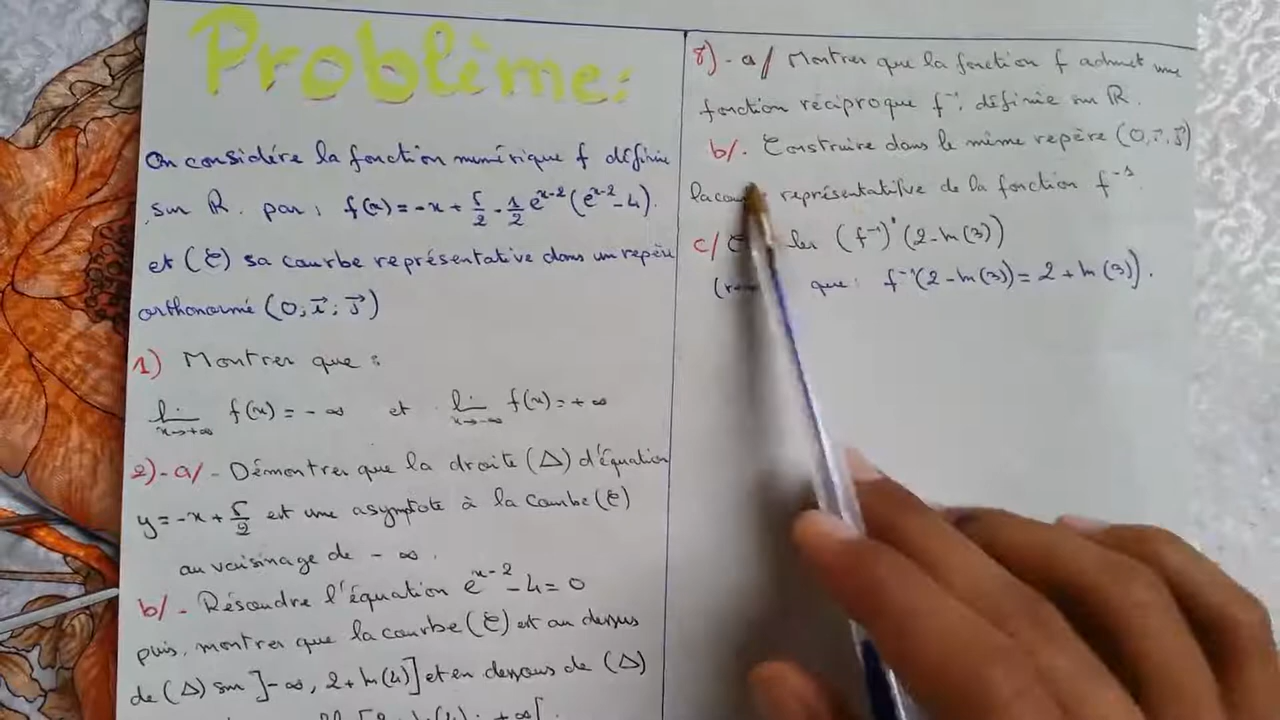 Problème:
On considère la fonction numérique f définie
sur ℝ. par: f(x) = -x + 5/2 - 1/2 e^{x-2} (e^{x-2} - 4).
et (C) sa courbe représentative dans un repère
orthonormé (O; i⃗; j⃗)
1) Montrer que :
lim_{x→+∞} f(x) = -∞ et lim_{x→-∞} f(x) = +∞
2)-a/- Démontrer que la droite (Δ) d'équation
y = -x + 5/2 est une asymptote à la courbe (C)
au voisinage de -∞.
b/- Résoudre l'équation e^{x-2} - 4 = 0
puis, montrer que la courbe (C) est au dessus
de (Δ) sur ]-∞, 2+ln(4)] et en dessous de (Δ)
+∞[.
8)-a/ Montrer que la fonction f admet une
fonction réciproque f⁻¹. définie sur ℝ.
b/. Construire dans le même repère (O,i⃗,j⃗)
représentative de la fonction f⁻¹.
c/ (f⁻¹)'(2-ln(3))
que: f⁻¹(2-ln(3)) = 2+ln(3)).